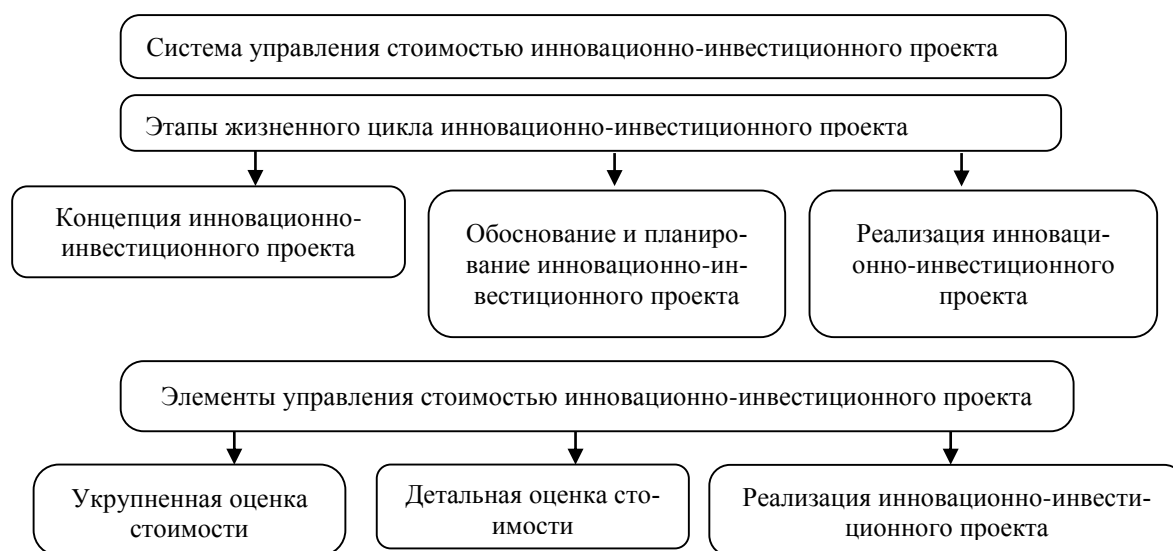 Система управления стоимостью инновационно-инвестиционного проекта
Этапы жизненного цикла инновационно-инвестиционного проекта
Концепция инновационно-
инвестиционного проекта
Обоснование и планиро-
вание инновационно-ин-
вестиционного проекта
Реализация инноваци-
онно-инвестиционного
проекта
Элементы управления стоимостью инновационно-инвестиционного проекта
Укрупненная оценка
стоимости
Детальная оценка сто-
имости
Реализация инновационно-инвести-
ционного проекта